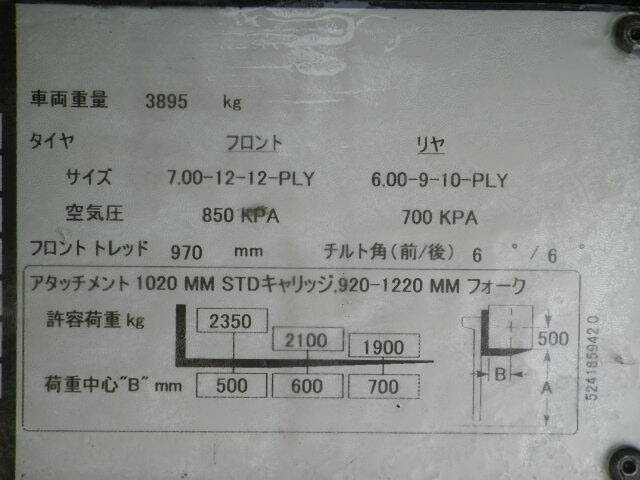 車両重量 3895 kg
タイヤ フロント リヤ
サイズ 7.00-12-12-PLY 6.00-9-10-PLY
空気圧 850 KPA 700 KPA
フロントトレッド 970 mm チルト角(前/後) 6 ° / 6 °
アタッチメント 1020 MM STDキャリッジ,920-1220 MM フォーク
許容荷重 kg 2350 2100 1900
500
荷重中心"B" mm 500 600 700
B A
5241859420